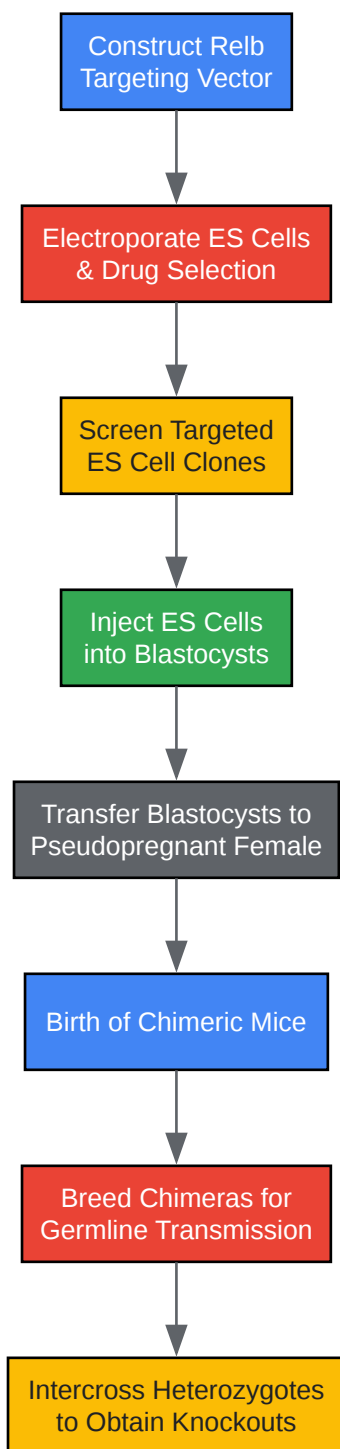 Construct Relb
Targeting Vector
Electroporate ES Cells
& Drug Selection
Screen Targeted
ES Cell Clones
Inject ES Cells
into Blastocysts
Transfer Blastocysts to
Pseudopregnant Female
Birth of Chimeric Mice
Breed Chimeras for
Germline Transmission
Intercross Heterozygotes
to Obtain Knockouts